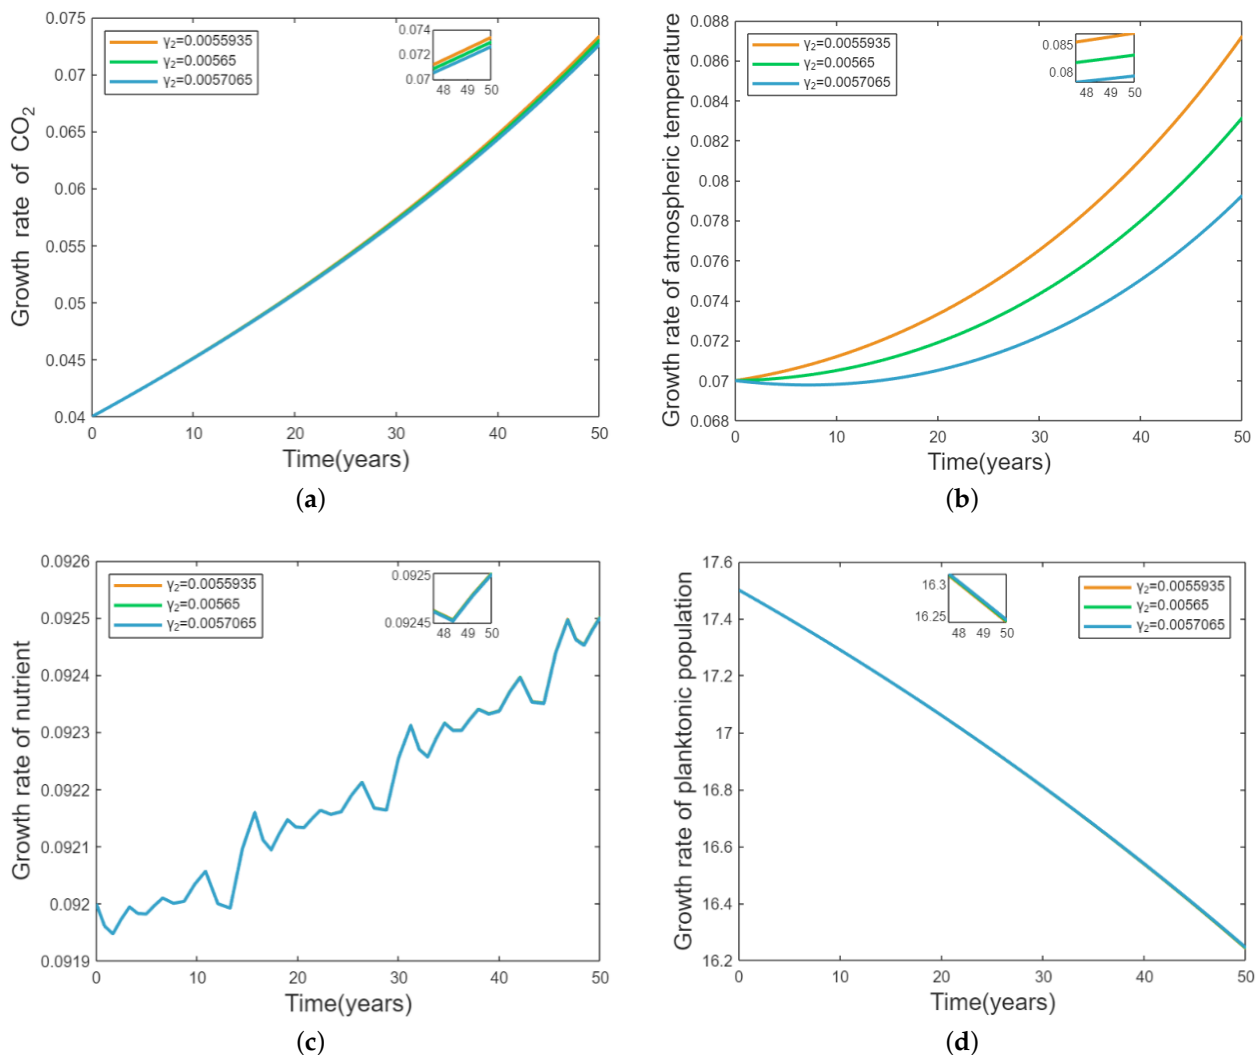 0.075
0.07
0.065
0.06
0.055
0.05
0.045
0.04
Growth rate of CO₂
γ₂=0.0055935
γ₂=0.00565
γ₂=0.0057065
0.074
0.072
0.07
48 49 50
0 10 20 30 40 50
Time(years)
(a)
0.088
0.086
0.084
0.082
0.08
0.078
0.076
0.074
0.072
0.07
0.068
Growth rate of atmospheric temperature
γ₂=0.0055935
γ₂=0.00565
γ₂=0.0057065
0.085
0.08
48 49 50
0 10 20 30 40 50
Time(years)
(b)
0.0926
0.0925
0.0924
0.0923
0.0922
0.0921
0.092
0.0919
Growth rate of nutrient
γ₂=0.0055935
γ₂=0.00565
γ₂=0.0057065
0.0925
0.09245
48 49 50
0 10 20 30 40 50
Time(years)
(c)
17.6
17.4
17.2
17
16.8
16.6
16.4
16.2
Growth rate of planktonic population
16.3
16.25
48 49 50
γ₂=0.0055935
γ₂=0.00565
γ₂=0.0057065
0 10 20 30 40 50
Time(years)
(d)